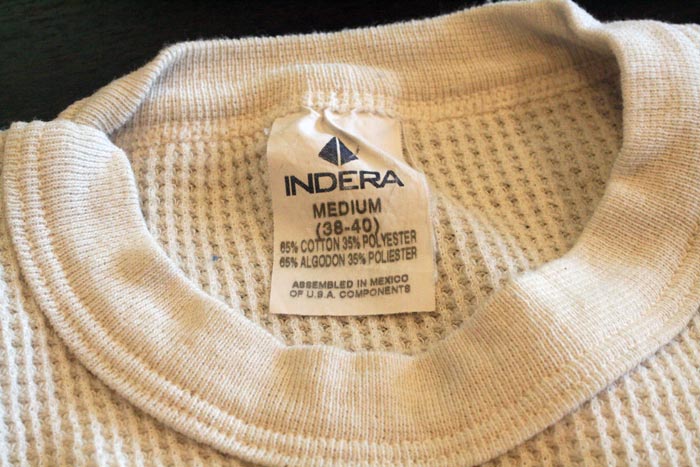 INDERA
MEDIUM
(38-40)
65% COTTON 35% POLYESTER
65% ALGODON 35% POLIESTER
ASSEMBLED IN MEXICO
OF U.S.A. COMPONENTS